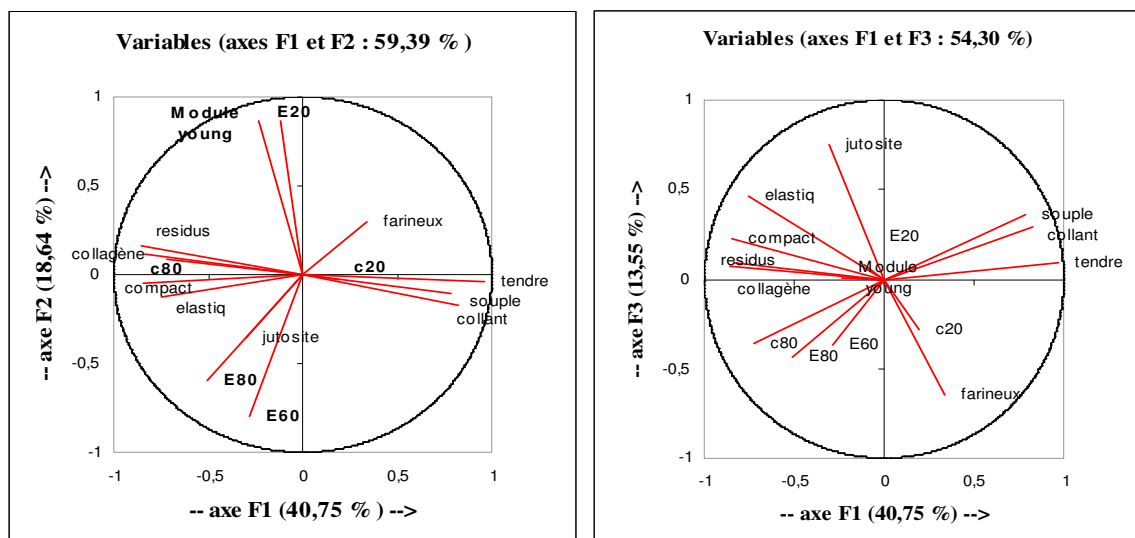 Variables (axes F1 et F2 : 59,39 % )
-- axe F2 (18,64 %) -->
1
0,5
0
-0,5
-1
Module
young
E20
farineux
residus
collagène
c80
c20
tendre
compact
souple
elastiq
collant
jutosite
E80
E60
-1
-0,5
0
0,5
1
-- axe F1 (40,75 % ) -->
Variables (axes F1 et F3 : 54,30 %)
-- axe F3 (13,55 %) -->
1
0,5
0
-0,5
-1
jutosite
elastiq
souple
compact
E20
collant
residus
Module
tendre
collagène
young
c80
E80
E60
c20
farineux
-1
-0,5
0
0,5
1
-- axe F1 (40,75 %) -->